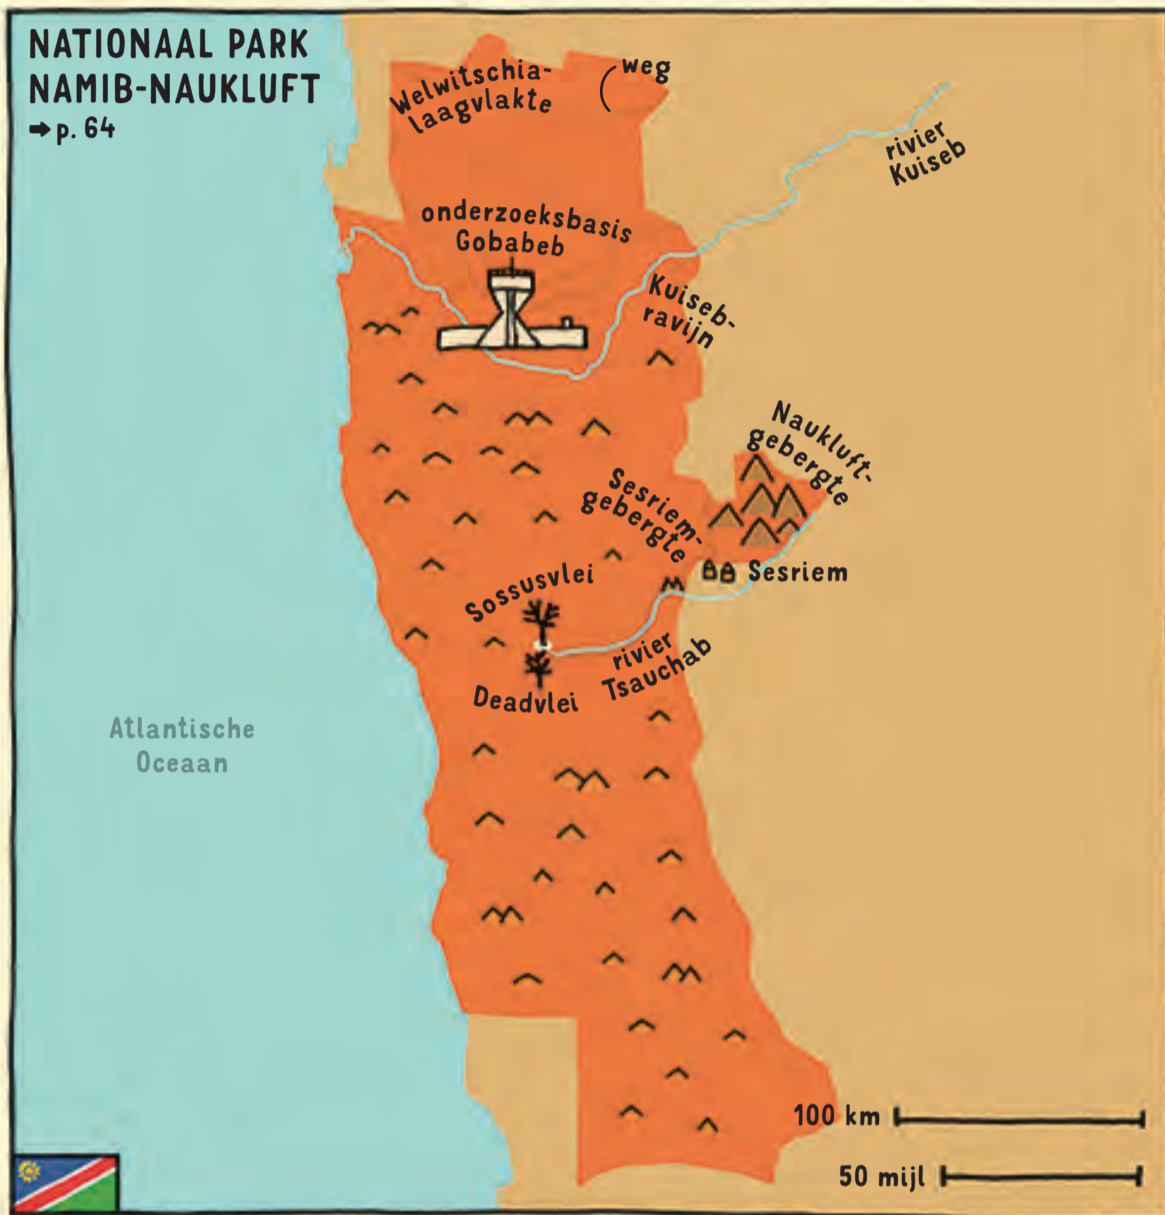 NATIONAAL PARK
NAMIB-NAUKLUFT
➡ p. 64
Welwitschia-
laagvlakte
weg
rivier
Kuiseb
onderzoeksbasis
Gobabeb
Kuiseb-
ravijn
Naukluft-
gebergte
Sesriem-
gebergte
Sesriem
Sossusvlei
rivier
Tsauchab
Deadvlei
Atlantische
Oceaan
100 km
50 mijl